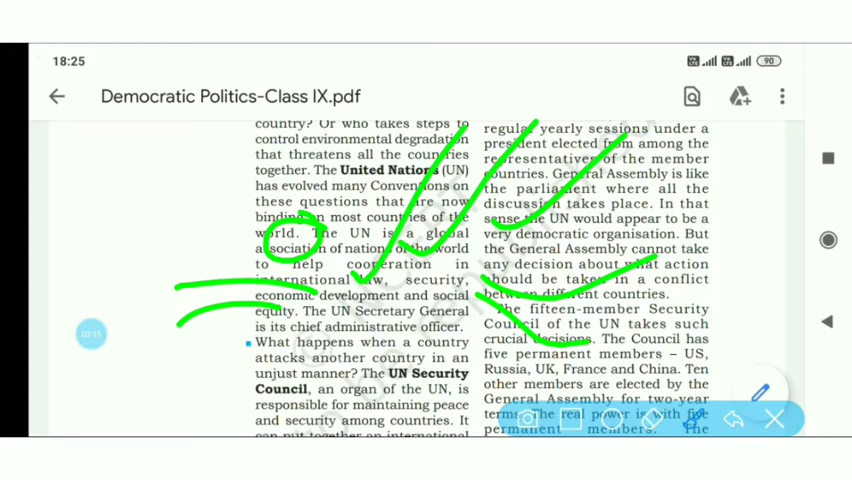 18:25
90
Democratic Politics-Class IX.pdf
country? Or who takes steps to
control environmental degradation
that threatens all the countries
together. The United Nations (UN)
has evolved many Conventions on
these questions that are now
binding on most countries of the
world. The UN is a global
association of nations of the world
to help cooperation in
international law, security,
economic development and social
equity. The UN Secretary General
is its chief administrative officer.
What happens when a country
attacks another country in an
unjust manner? The UN Security
Council, an organ of the UN, is
responsible for maintaining peace
and security among countries. It
can put together an international
regular yearly sessions under a
president elected from among the
representatives of the member
countries. General Assembly is like
the parliament where all the
discussion takes place. In that
sense the UN would appear to be a
very democratic organisation. But
the General Assembly cannot take
any decision about what action
should be taken in a conflict
between different countries.
The fifteen-member Security
Council of the UN takes such
crucial decisions. The Council has
five permanent members – US,
Russia, UK, France and China. Ten
other members are elected by the
General Assembly for two-year
terms. The real power is with five
permanent members. The
03:15